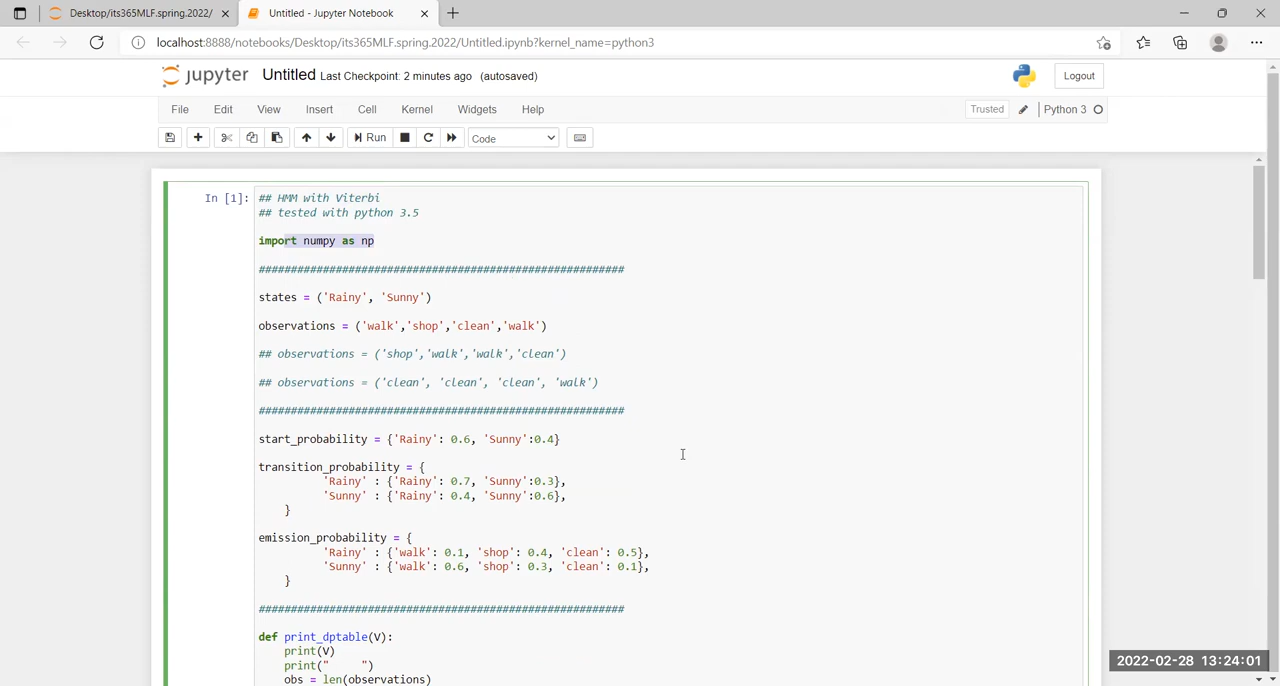 Desktop/its365MLF.spring.2022/
Untitled - Jupyter Notebook
localhost:8888/notebooks/Desktop/its365MLF.spring.2022/Untitled.ipynb?kernel_name=python3
jupyter Untitled Last Checkpoint: 2 minutes ago (autosaved)
Logout
File Edit View Insert Cell Kernel Widgets Help
Trusted Python 3
Run Code
In [1]:
## HMM with Viterbi
## tested with python 3.5
import numpy as np
#########################################################
states = ('Rainy', 'Sunny')
observations = ('walk','shop','clean','walk')
## observations = ('shop','walk','walk','clean')
## observations = ('clean', 'clean', 'clean', 'walk')
#########################################################
start_probability = {'Rainy': 0.6, 'Sunny':0.4}
transition_probability = {
'Rainy' : {'Rainy': 0.7, 'Sunny':0.3},
'Sunny' : {'Rainy': 0.4, 'Sunny':0.6},
}
emission_probability = {
'Rainy' : {'walk': 0.1, 'shop': 0.4, 'clean': 0.5},
'Sunny' : {'walk': 0.6, 'shop': 0.3, 'clean': 0.1},
}
#########################################################
def print_dptable(V):
print(V)
print("     ")
obs = len(observations)
2022-02-28 13:24:01